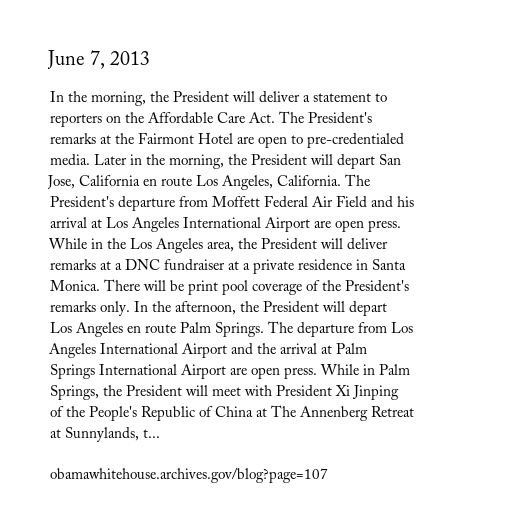 June 7, 2013
In the morning, the President will deliver a statement to
reporters on the Affordable Care Act. The President's
remarks at the Fairmont Hotel are open to pre-credentialed
media. Later in the morning, the President will depart San
Jose, California en route Los Angeles, California. The
President's departure from Moffett Federal Air Field and his
arrival at Los Angeles International Airport are open press.
While in the Los Angeles area, the President will deliver
remarks at a DNC fundraiser at a private residence in Santa
Monica. There will be print pool coverage of the President's
remarks only. In the afternoon, the President will depart
Los Angeles en route Palm Springs. The departure from Los
Angeles International Airport and the arrival at Palm
Springs International Airport are open press. While in Palm
Springs, the President will meet with President Xi Jinping
of the People's Republic of China at The Annenberg Retreat
at Sunnylands, t...
obamawhitehouse.archives.gov/blog?page=107